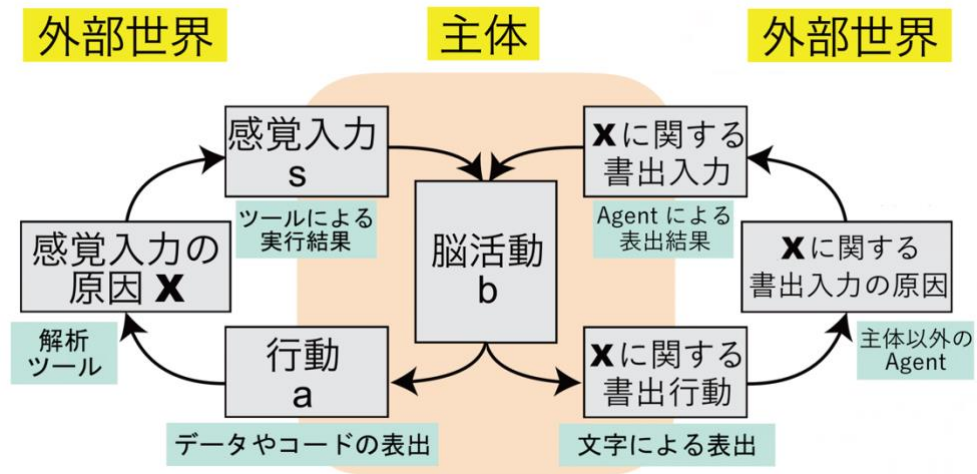 外部世界
主体
外部世界
感覚入力
s
ツールによる
実行結果
感覚入力の
原因 X
解析
ツール
行動
a
データやコードの表出
脳活動
b
Xに関する
書出入力
Agent による
表出結果
Xに関する
書出入力の原因
主体以外の
Agent
Xに関する
書出行動
文字による表出